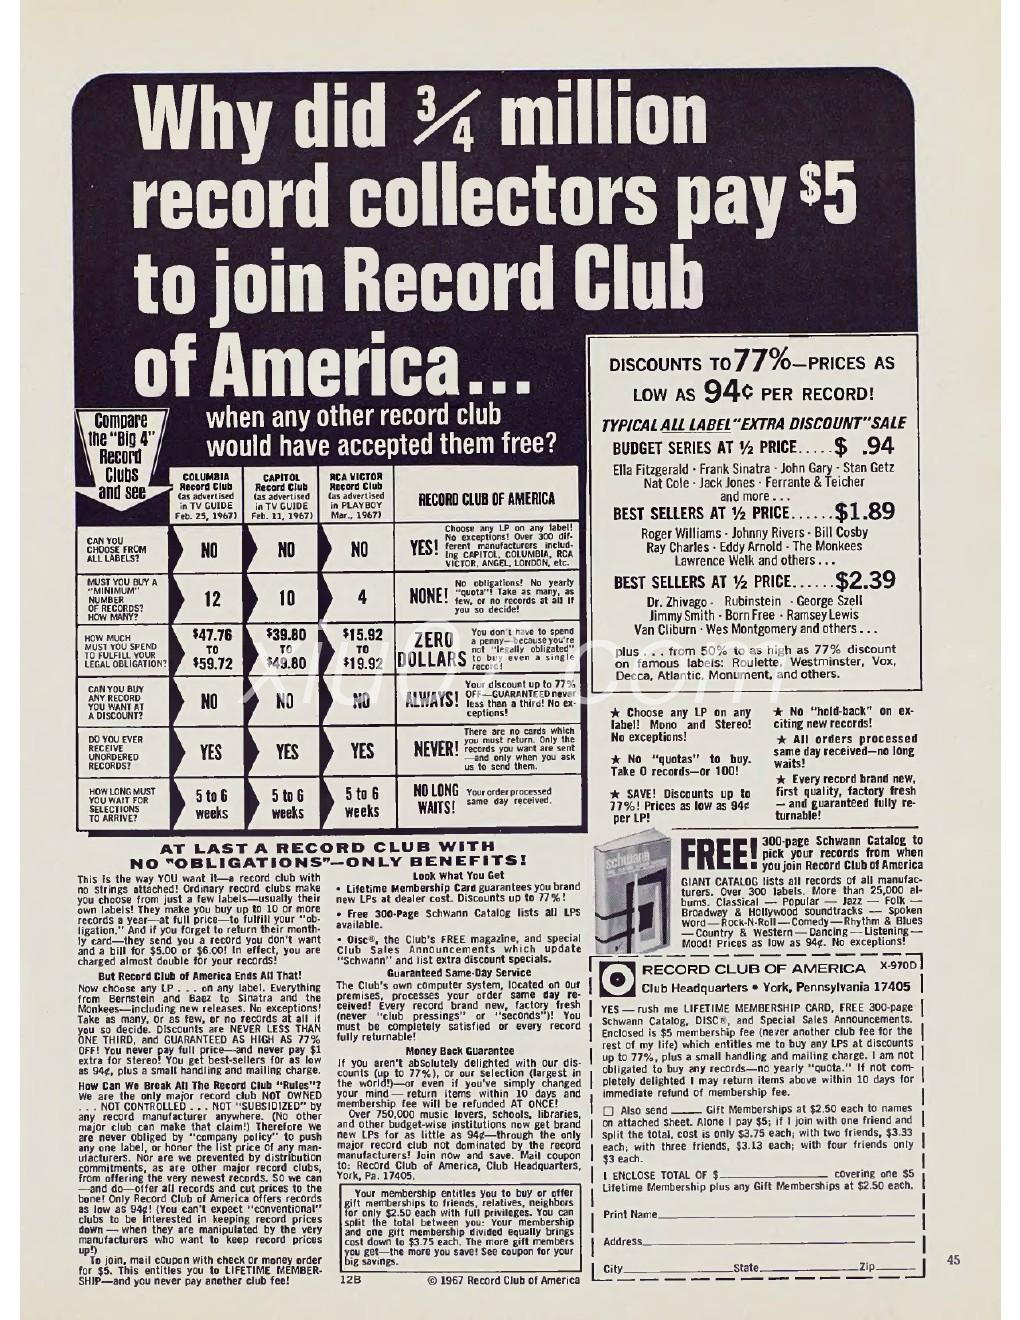 Why did 3/4 million
record collectors pay $5
to join Record Club
of America...
when any other record club
would have accepted them free?
Compare
the "Big 4"
Record
Clubs
and see
COLUMBIA
Record Club
(as advertised
in TV GUIDE
Feb. 25, 1967)
CAPITOL
Record Club
(as advertised
in TV GUIDE
Feb. 11, 1967)
RCA VICTOR
Record Club
(as advertised
in PLAYBOY
Mar., 1967)
RECORD CLUB OF AMERICA
CAN YOU
CHOOSE FROM
ALL LABELS?
NO
NO
NO
YES!
Choose any LP on any label!
No exceptions! Over 300 dif-
ferent manufacturers includ-
ing CAPITOL, COLUMBIA, RCA
VICTOR, ANGEL, LONDON, etc.
MUST YOU BUY A
"MINIMUM"
NUMBER
OF RECORDS?
HOW MANY?
12
10
4
NONE!
No obligations! No yearly
"quota"! Take as many, as
few, or no records at all if
you so decide!
HOW MUCH
MUST YOU SPEND
TO FULFILL YOUR
LEGAL OBLIGATION?
$47.76
TO
$59.72
$39.80
TO
$49.80
$15.92
TO
$19.92
ZERO
DOLLARS
You don't have to spend
a penny—because you're
not "legally obligated"
to buy even a single
record!
CAN YOU BUY
ANY RECORD
YOU WANT AT
A DISCOUNT?
NO
NO
NO
ALWAYS!
Your discount up to 77%
OFF—GUARANTEED never
less than a third! No ex-
ceptions!
DO YOU EVER
RECEIVE
UNORDERED
RECORDS?
YES
YES
YES
NEVER!
There are no cards which
you must return. Only the
records you want are sent
—and only when you ask
us to send them.
HOW LONG MUST
YOU WAIT FOR
SELECTIONS
TO ARRIVE?
5 to 6
weeks
5 to 6
weeks
5 to 6
weeks
NO LONG
WAITS!
Your order processed
same day received.
DISCOUNTS TO 77%—PRICES AS
LOW AS 94¢ PER RECORD!
TYPICAL ALL LABEL "EXTRA DISCOUNT" SALE
BUDGET SERIES AT ½ PRICE.....$ .94
Ella Fitzgerald · Frank Sinatra · John Gary · Stan Getz
Nat Cole · Jack Jones · Ferrante & Teicher
and more...
BEST SELLERS AT ½ PRICE......$1.89
Roger Williams · Johnny Rivers · Bill Cosby
Ray Charles · Eddy Arnold · The Monkees
Lawrence Welk and others...
BEST SELLERS AT ½ PRICE......$2.39
Dr. Zhivago · Rubinstein · George Szell
Jimmy Smith · Born Free · Ramsey Lewis
Van Cliburn · Wes Montgomery and others...
plus . . . from 50% to as high as 77% discount
on famous labels: Roulette, Westminster, Vox,
Decca, Atlantic, Monument, and others.
★ Choose any LP on any
label! Mono and Stereo!
No exceptions!
★ No "quotas" to buy.
Take 0 records—or 100!
★ SAVE! Discounts up to
77%! Prices as low as 94¢
per LP!
★ No "hold-back" on ex-
citing new records!
★ All orders processed
same day received—no long
waits!
★ Every record brand new,
first quality, factory fresh
— and guaranteed fully re-
turnable!
AT LAST A RECORD CLUB WITH
NO "OBLIGATIONS"—ONLY BENEFITS!
This is the way YOU want it—a record club with
no strings attached! Ordinary record clubs make
you choose from just a few labels—usually their
own labels! They make you buy up to 10 or more
records a year—at full price—to fulfill your "ob-
ligation." And if you forget to return their month-
ly card—they send you a record you don't want
and a bill for $5.00 or $6.00! In effect, you are
charged almost double for your records!
But Record Club of America Ends All That!
Now choose any LP . . . on any label. Everything
from Bernstein and Baez to Sinatra and the
Monkees—including new releases. No exceptions!
Take as many, or as few, or no records at all if
you so decide. Discounts are NEVER LESS THAN
ONE THIRD, and GUARANTEED AS HIGH AS 77%
OFF! You never pay full price—and never pay $1
extra for stereo! You get best-sellers for as low
as 94¢, plus a small handling and mailing charge.
How Can We Break All The Record Club "Rules"?
We are the only major record club NOT OWNED
. . . NOT CONTROLLED . . . NOT "SUBSIDIZED" by
any record manufacturer anywhere. (No other
major club can make that claim!) Therefore We
are never obliged by "company policy" to push
any one label, or honor the list price of any man-
ufacturers. Nor are we prevented by distribution
commitments, as are other major record clubs,
from offering the very newest records. So we can
—and do—offer all records and cut prices to the
bone! Only Record Club of America offers records
as low as 94¢! (You can't expect "conventional"
clubs to be interested in keeping record prices
down — when they are manipulated by the very
manufacturers who want to keep record prices
up!)
To join, mail coupon with check or money order
for $5. This entitles you to LIFETIME MEMBER-
SHIP—and you never pay another club fee!
Look What You Get
• Lifetime Membership Card guarantees you brand
new LPs at dealer cost. Discounts up to 77%!
• Free 300-Page Schwann Catalog lists all LPS
available.
• Disc®, the Club's FREE magazine, and special
Club Sales Announcements which update
"Schwann" and list extra discount specials.
Guaranteed Same-Day Service
The Club's own computer system, located on our
premises, processes your order same day re-
ceived! Every record brand new, factory fresh
(never "club pressings" or "seconds")! You
must be completely satisfied or every record
fully returnable!
Money Back Guarantee
If you aren't absolutely delighted with our dis-
counts (up to 77%), or our selection (largest in
the world!)—or even if you've simply changed
your mind — return items within 10 days and
membership fee will be refunded AT ONCE!
Over 750,000 music lovers, schools, libraries,
and other budget-wise institutions now get brand
new LPs for as little as 94¢—through the only
major record club not dominated by the record
manufacturers! Join now and save. Mail coupon
to: Record Club of America, Club Headquarters,
York, Pa. 17405.
Your membership entitles you to buy or offer
gift memberships to friends, relatives, neighbors
for only $2.50 each with full privileges. You can
split the total between you: Your membership
and one gift membership divided equally brings
cost down to $3.75 each. The more gift members
you get—the more you save! See coupon for your
big savings.
12B © 1967 Record Club of America
schwann
FREE!
300-page Schwann Catalog to
pick your records from when
you join Record Club of America
GIANT CATALOG lists all records of all manufac-
turers. Over 300 labels. More than 25,000 al-
bums. Classical — Popular — Jazz — Folk —
Broadway & Hollywood soundtracks — Spoken
Word—Rock-N-Roll—Comedy—Rhythm & Blues
— Country & Western—Dancing—Listening—
Mood! Prices as low as 94¢. No exceptions!
RECORD CLUB OF AMERICA X-970D
Club Headquarters • York, Pennsylvania 17405
YES — rush me LIFETIME MEMBERSHIP CARD, FREE 300-page
Schwann Catalog, DISC®, and Special Sales Announcements.
Enclosed is $5 membership fee (never another club fee for the
rest of my life) which entitles me to buy any LPs at discounts
up to 77%, plus a small handling and mailing charge. I am not
obligated to buy any records—no yearly "quota." If not com-
pletely delighted I may return items above within 10 days for
immediate refund of membership fee.
☐ Also send _____ Gift Memberships at $2.50 each to names
on attached sheet. Alone I pay $5; if I join with one friend and
split the total, cost is only $3.75 each; with two friends, $3.33
each; with three friends, $3.13 each; with four friends only
$3 each.
I ENCLOSE TOTAL OF $__________ covering one $5
Lifetime Membership plus any Gift Memberships at $2.50 each.
Print Name__________
Address__________
City__________State__________Zip______
45